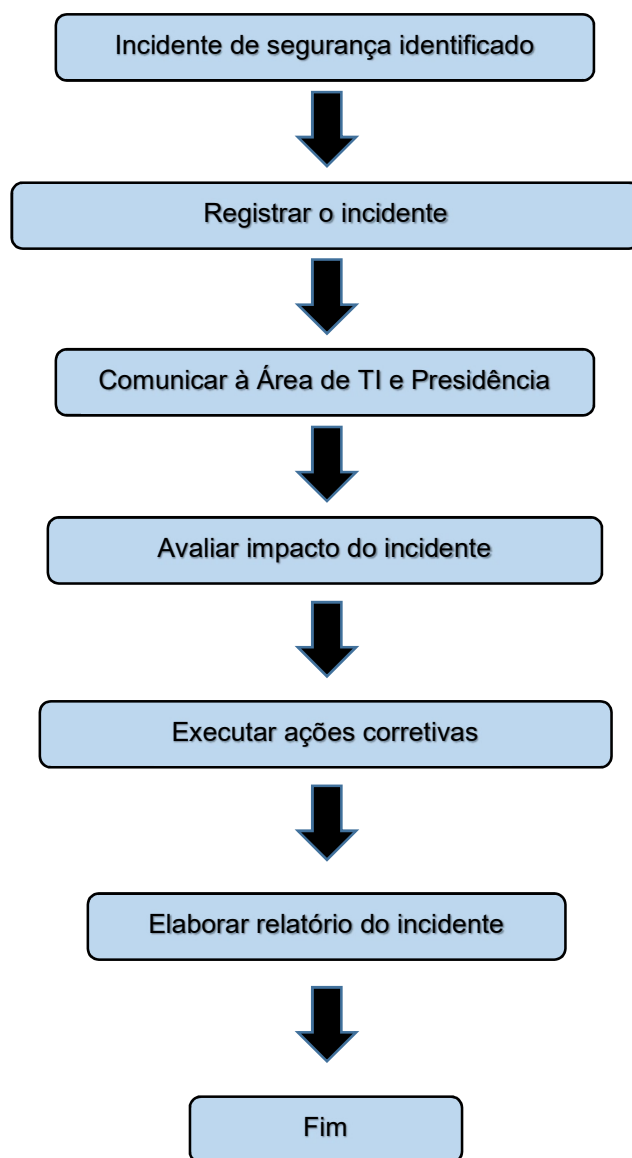 Incidente de segurança identificado
Registrar o incidente
Comunicar à Área de TI e Presidência
Avaliar impacto do incidente
Executar ações corretivas
Elaborar relatório do incidente
Fim